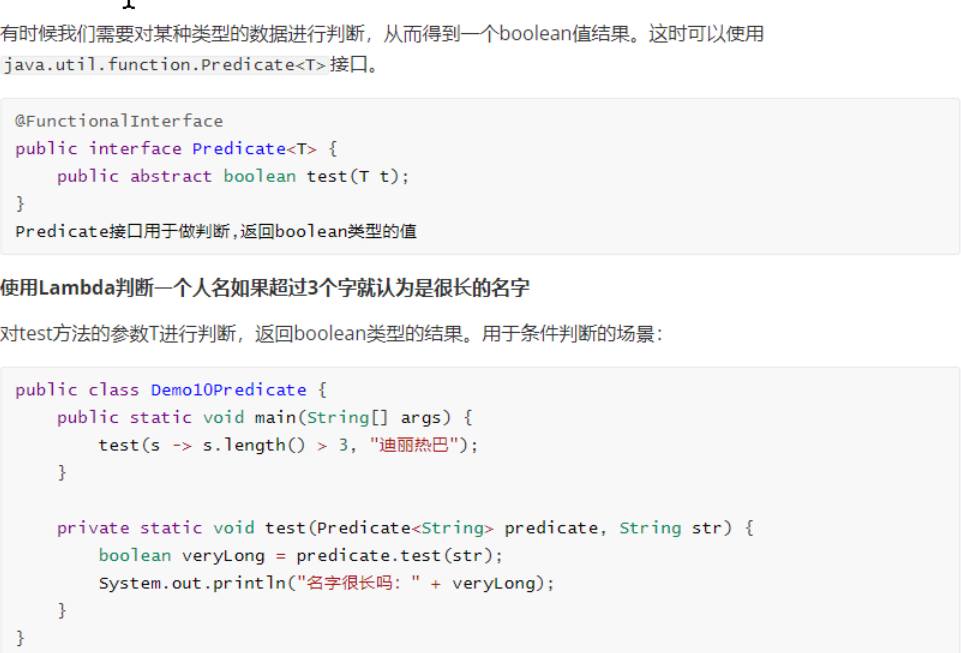 有时候我们需要对某种类型的数据进行判断，从而得到一个boolean值结果。这时可以使用
java.util.function.Predicate<T>接口。
@FunctionalInterface
public interface Predicate<T> {
    public abstract boolean test(T t);
}
Predicate接口用于做判断,返回boolean类型的值
使用Lambda判断一个人名如果超过3个字就认为是很长的名字
对test方法的参数T进行判断，返回boolean类型的结果。用于条件判断的场景：
public class Demo10Predicate {
    public static void main(String[] args) {
        test(s -> s.length() > 3, "迪丽热巴");
    }

    private static void test(Predicate<String> predicate, String str) {
        boolean veryLong = predicate.test(str);
        System.out.println("名字很长吗：" + veryLong);
    }
}